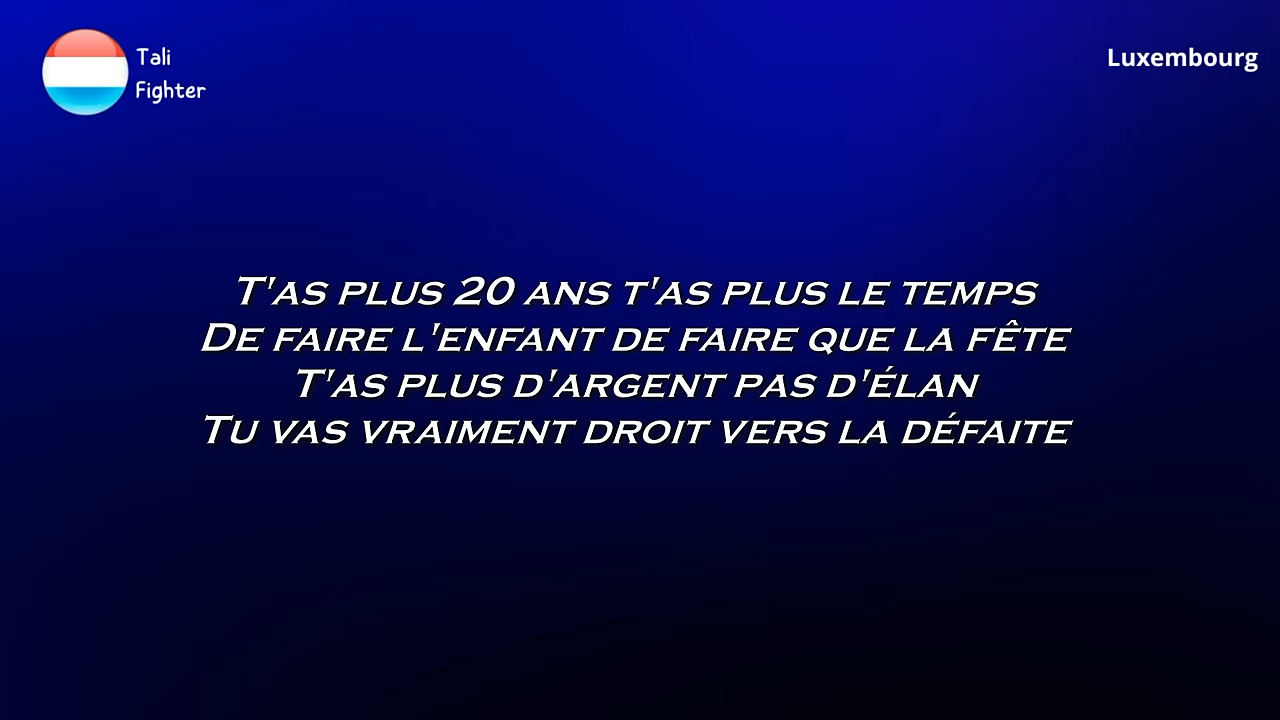 Tali
Fighter
Luxembourg
T'as plus 20 ans t'as plus le temps
De faire l'enfant de faire que la fête
T'as plus d'argent pas d'élan
Tu vas vraiment droit vers la défaite